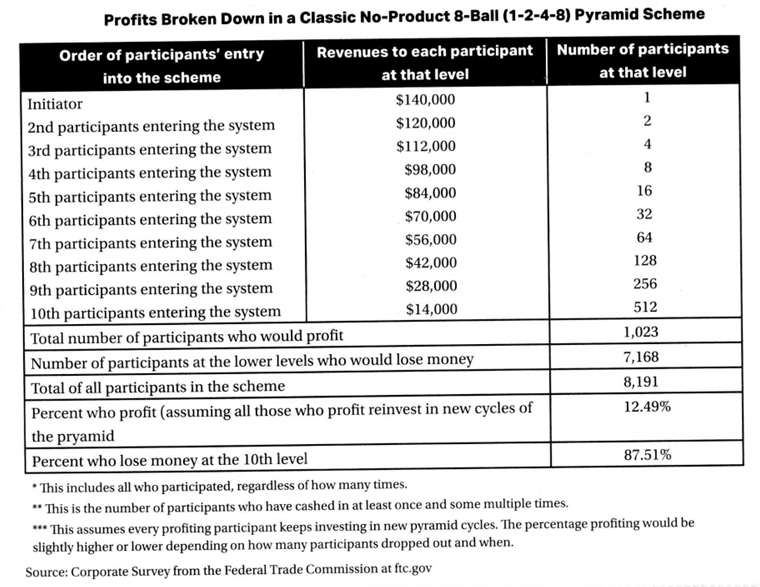 Profits Broken Down in a Classic No-Product 8-Ball (1-2-4-8) Pyramid Scheme
Order of participants' entry into the scheme Revenues to each participant at that level Number of participants at that level
Initiator $140,000 1
2nd participants entering the system $120,000 2
3rd participants entering the system $112,000 4
4th participants entering the system $98,000 8
5th participants entering the system $84,000 16
6th participants entering the system $70,000 32
7th participants entering the system $56,000 64
8th participants entering the system $42,000 128
9th participants entering the system $28,000 256
10th participants entering the system $14,000 512
Total number of participants who would profit 1,023
Number of participants at the lower levels who would lose money 7,168
Total of all participants in the scheme 8,191
Percent who profit (assuming all those who profit reinvest in new cycles of 12.49%
the pryamid
Percent who lose money at the 10th level 87.51%
* This includes all who participated, regardless of how many times.
** This is the number of participants who have cashed in at least once and some multiple times.
*** This assumes every profiting participant keeps investing in new pyramid cycles. The percentage profiting would be
slightly higher or lower depending on how many participants dropped out and when.
Source: Corporate Survey from the Federal Trade Commission at ftc.gov